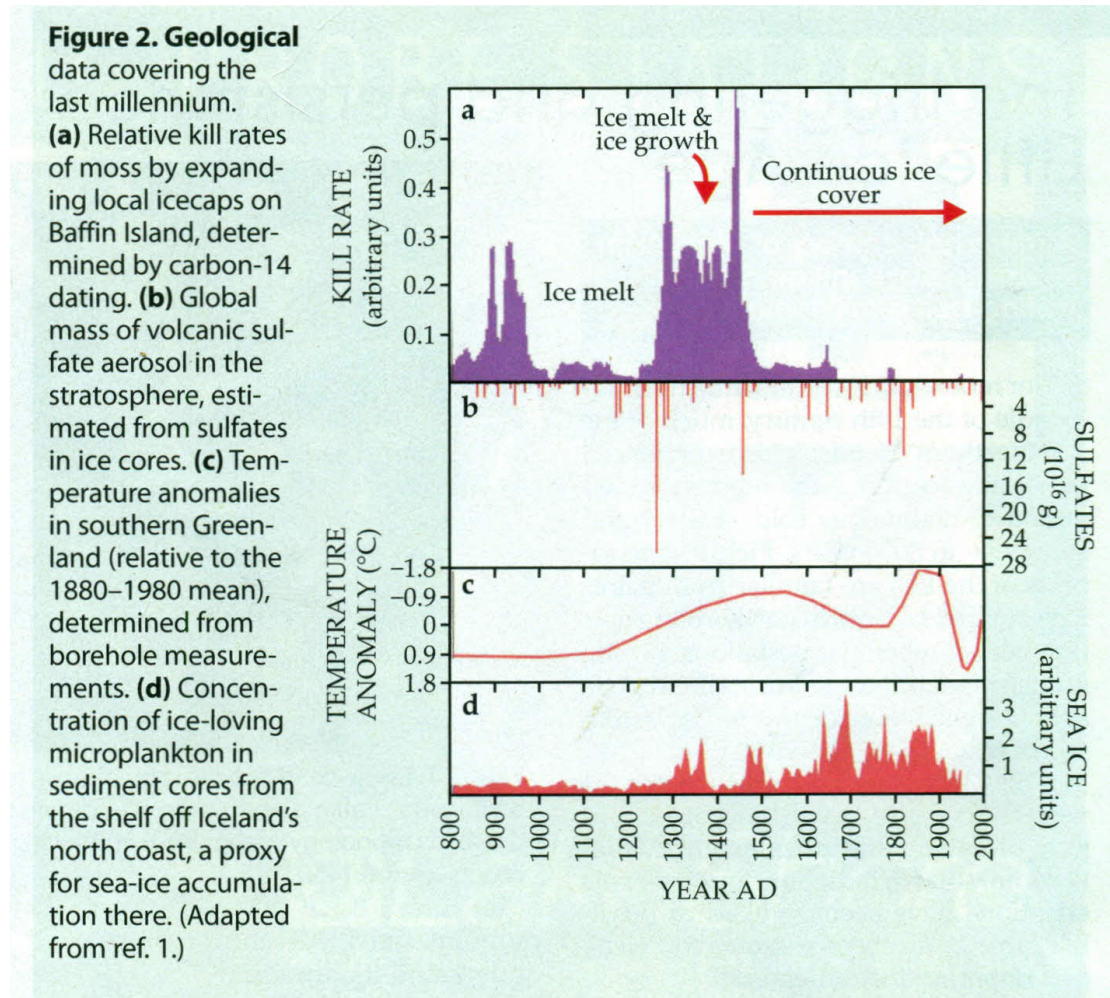 Figure 2. Geological
data covering the
last millennium.
(a) Relative kill rates
of moss by expand-
ing local icecaps on
Baffin Island, deter-
mined by carbon-14
dating. (b) Global
mass of volcanic sul-
fate aerosol in the
stratosphere, esti-
mated from sulfates
in ice cores. (c) Tem-
perature anomalies
in southern Green-
land (relative to the
1880–1980 mean),
determined from
borehole measure-
ments. (d) Concen-
tration of ice-loving
microplankton in
sediment cores from
the shelf off Iceland's
north coast, a proxy
for sea-ice accumula-
tion there. (Adapted
from ref. 1.)
a
KILL RATE
(arbitrary units)
0.5
0.4
0.3
0.2
0.1
Ice melt &
ice growth
Continuous ice
cover
Ice melt
b
4
8
12
16
20
24
28
SULFATES
(10¹⁶ g)
TEMPERATURE
ANOMALY (°C)
−1.8
−0.9
0
0.9
1.8
c
d
3
2
1
SEA ICE
(arbitrary units)
800
900
1000
1100
1200
1300
1400
1500
1600
1700
1800
1900
2000
YEAR AD